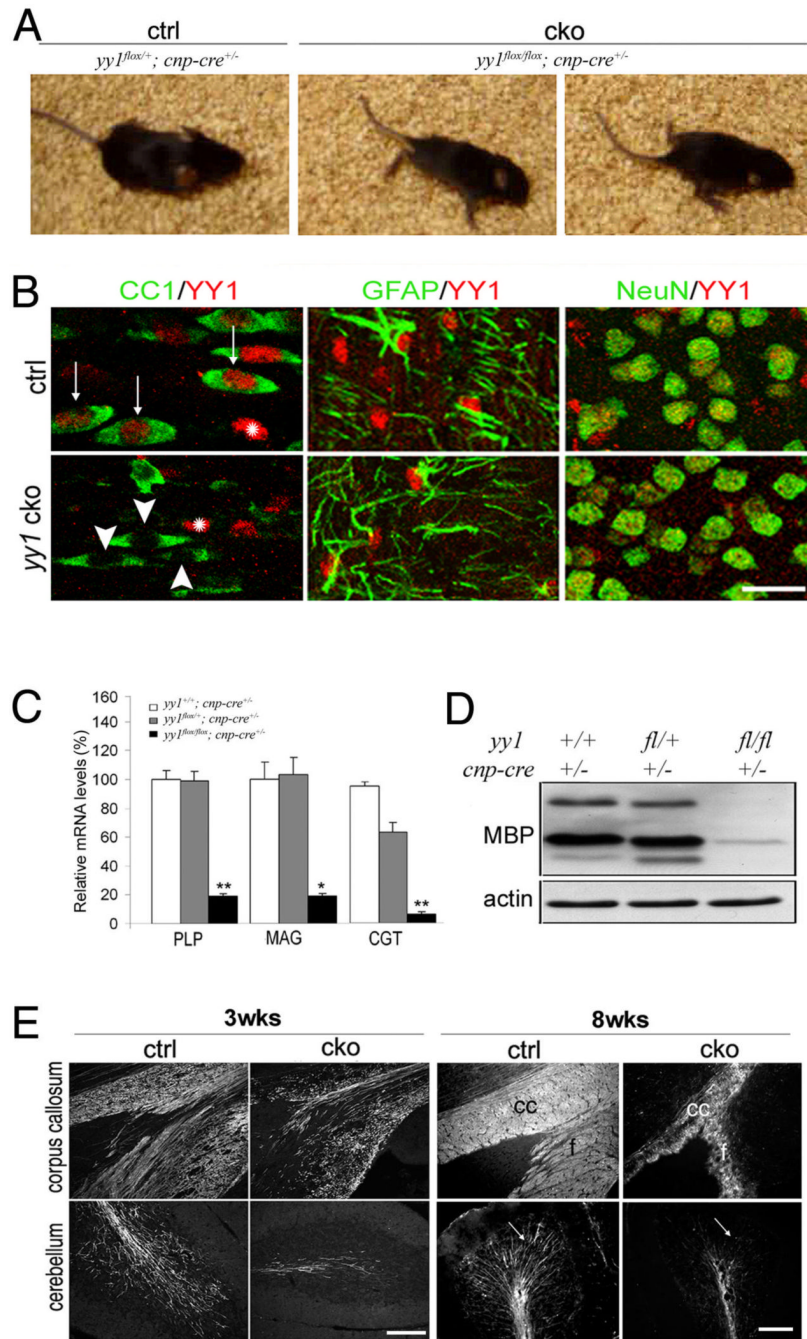 A
ctrl
cko
yy1flox/+; cnp-cre+/-
yy1flox/flox; cnp-cre+/-
B
CC1/YY1
GFAP/YY1
NeuN/YY1
ctrl
yy1 cko
C
Relative mRNA levels (%)
160
140
120
100
80
60
40
20
0
yy1+/+; cnp-cre+/-
yy1flox/+; cnp-cre+/-
yy1flox/flox; cnp-cre+/-
**
*
**
PLP
MAG
CGT
D
yy1 +/+ fl/+ fl/fl
cnp-cre +/- +/- +/-
MBP
actin
E
3wks
8wks
ctrl
cko
ctrl
cko
corpus callosum
cc
f
cc
f
cerebellum